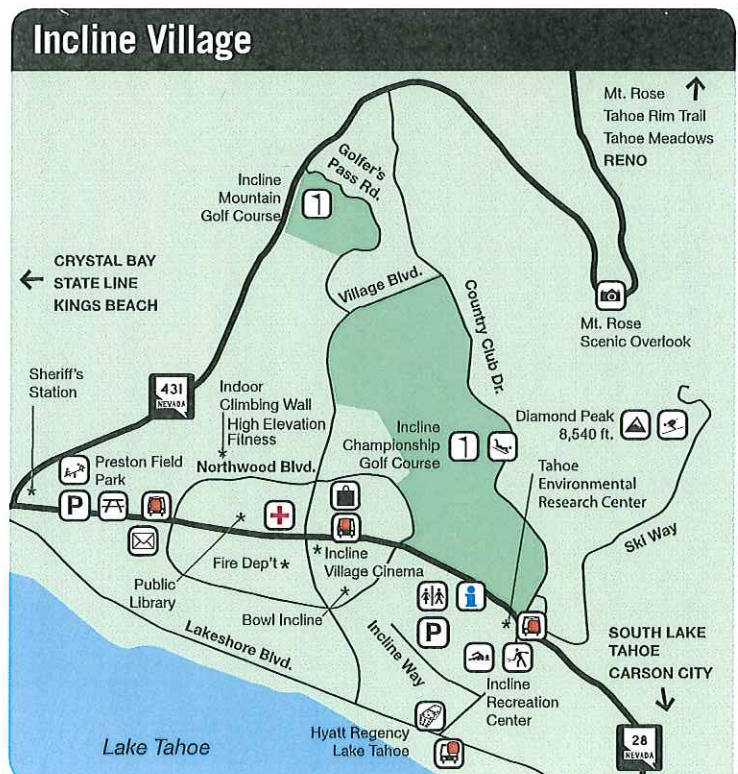 Incline Village
Mt. Rose
Tahoe Rim Trail
Tahoe Meadows
RENO
Golfer's
Pass Rd.
Incline
Mountain
Golf Course
CRYSTAL BAY
STATE LINE
KINGS BEACH
Village Blvd.
Country Club Dr.
Mt. Rose
Scenic Overlook
Sheriff's
Station
431
NEVADA
Indoor
Climbing Wall
High Elevation
Fitness
Incline
Championship
Golf Course
Diamond Peak
8,540 ft.
Preston Field
Park
Northwood Blvd.
Tahoe
Environmental
Research Center
P
Ski Way
Fire Dep't
Incline
Village Cinema
Public
Library
Bowl Incline
i
P
Incline Way
Lakeshore Blvd.
SOUTH LAKE
TAHOE
CARSON CITY
Incline
Recreation
Center
Lake Tahoe
Hyatt Regency
Lake Tahoe
28
NEVADA